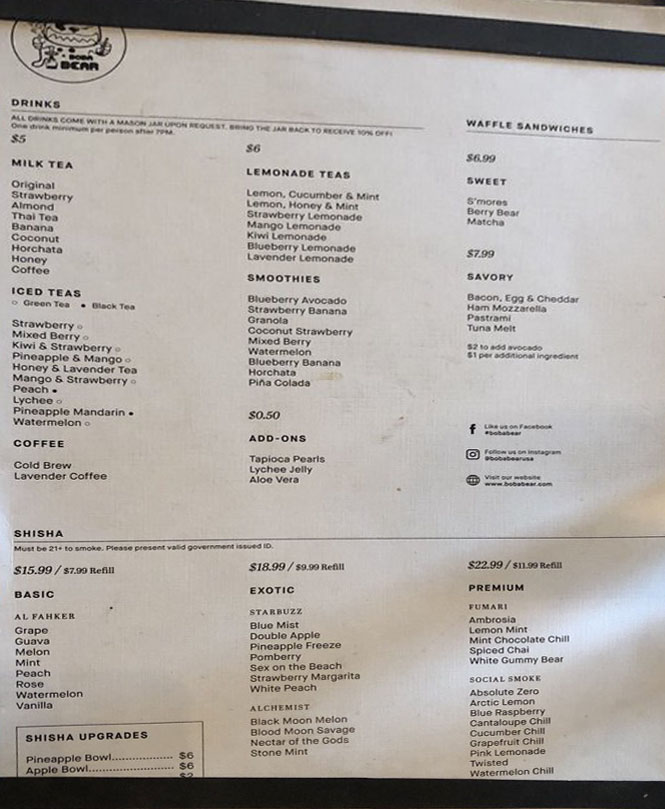 BOBA
BEAR
DRINKS
ALL DRINKS COME WITH A MASON JAR UPON REQUEST. BRING THE JAR BACK TO RECEIVE 10% OFF!
One drink minimum per person after 7PM.
$5
MILK TEA
Original
Strawberry
Almond
Thai Tea
Banana
Coconut
Horchata
Honey
Coffee
ICED TEAS
○ Green Tea ● Black Tea
Strawberry ○
Mixed Berry ○
Kiwi & Strawberry ○
Pineapple & Mango ○
Honey & Lavender Tea
Mango & Strawberry ○
Peach ●
Lychee ○
Pineapple Mandarin ●
Watermelon ○
COFFEE
Cold Brew
Lavender Coffee
$6
LEMONADE TEAS
Lemon, Cucumber & Mint
Lemon, Honey & Mint
Strawberry Lemonade
Mango Lemonade
Kiwi Lemonade
Blueberry Lemonade
Lavender Lemonade
SMOOTHIES
Blueberry Avocado
Strawberry Banana
Granola
Coconut Strawberry
Mixed Berry
Watermelon
Blueberry Banana
Horchata
Piña Colada
$0.50
ADD-ONS
Tapioca Pearls
Lychee Jelly
Aloe Vera
WAFFLE SANDWICHES
$6.99
SWEET
S'mores
Berry Bear
Matcha
$7.99
SAVORY
Bacon, Egg & Cheddar
Ham Mozzarella
Pastrami
Tuna Melt
$2 to add avocado
$1 per additional ingredient
Like us on Facebook
#bobabear
Follow us on Instagram
@bobabearusa
Visit our website
www.bobabear.com
SHISHA
Must be 21+ to smoke. Please present valid government issued ID.
$15.99 / $7.99 Refill
BASIC
AL FAHKER
Grape
Guava
Melon
Mint
Peach
Rose
Watermelon
Vanilla
SHISHA UPGRADES
Pineapple Bowl.................. $6
Apple Bowl......................... $6
$2
$18.99 / $9.99 Refill
EXOTIC
STARBUZZ
Blue Mist
Double Apple
Pineapple Freeze
Pomberry
Sex on the Beach
Strawberry Margarita
White Peach
ALCHEMIST
Black Moon Melon
Blood Moon Savage
Nectar of the Gods
Stone Mint
$22.99 / $11.99 Refill
PREMIUM
FUMARI
Ambrosia
Lemon Mint
Mint Chocolate Chill
Spiced Chai
White Gummy Bear
SOCIAL SMOKE
Absolute Zero
Arctic Lemon
Blue Raspberry
Cantaloupe Chill
Cucumber Chill
Grapefruit Chill
Pink Lemonade
Twisted
Watermelon Chill